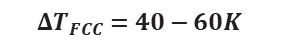 ΔT_FCC = 40 − 60K